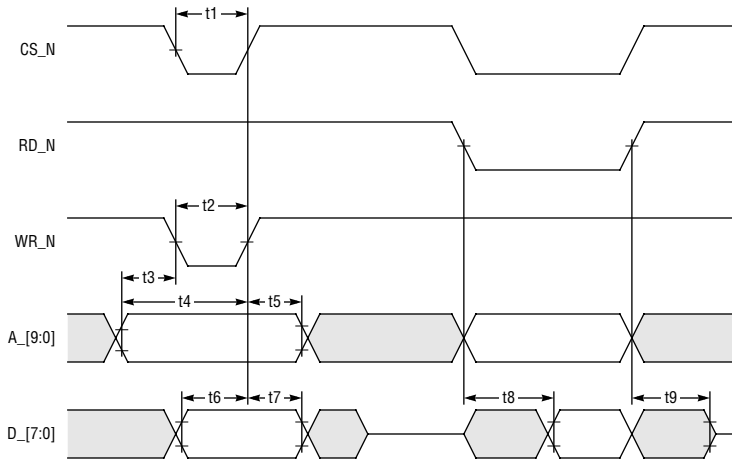 t1
CS_N
RD_N
t2
WR_N
t3
t4 t5
A_[9:0]
t6 t7 t8 t9
D_[7:0]